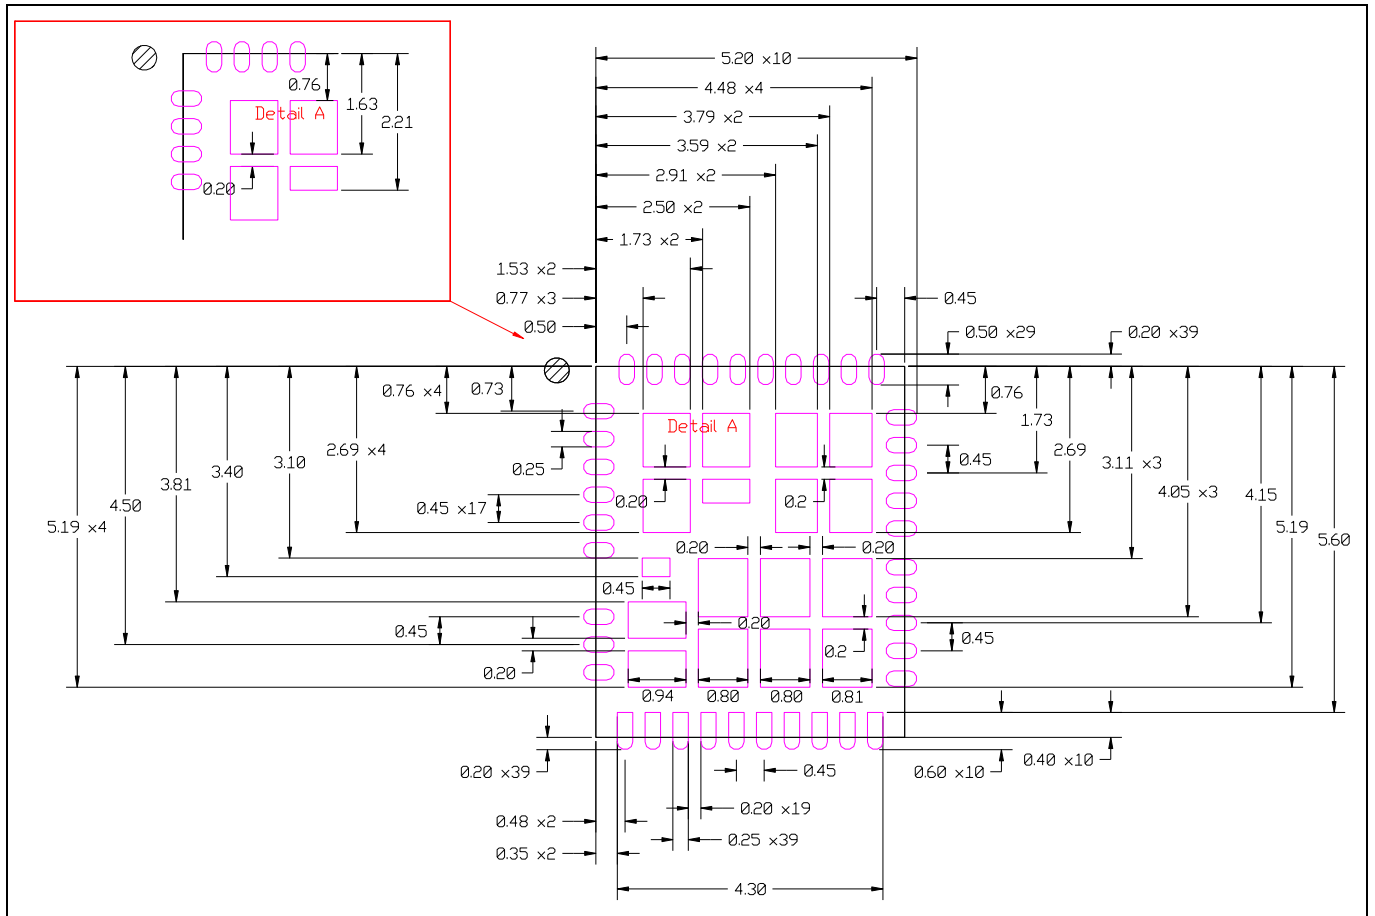 0.76
1.63
Detail A
2.21
0.20
5.20 x10
4.48 x4
3.79 x2
3.59 x2
2.91 x2
2.50 x2
1.73 x2
1.53 x2
0.77 x3
0.45
0.50
0.50 x29
0.20 x39
0.76 x4
0.73
0.76
1.73
Detail A
2.69 x4
2.69
3.10
0.25
0.45
3.11 x3
3.40
3.81
4.05 x3
4.15
4.50
0.45 x17
0.20
0.2
5.19 x4
5.19
5.60
0.20
0.20
0.45
0.45
0.20
0.2
0.45
0.20
0.94
0.80
0.80
0.81
0.20 x39
0.45
0.60 x10
0.40 x10
0.48 x2
0.20 x19
0.25 x39
0.35 x2
4.30